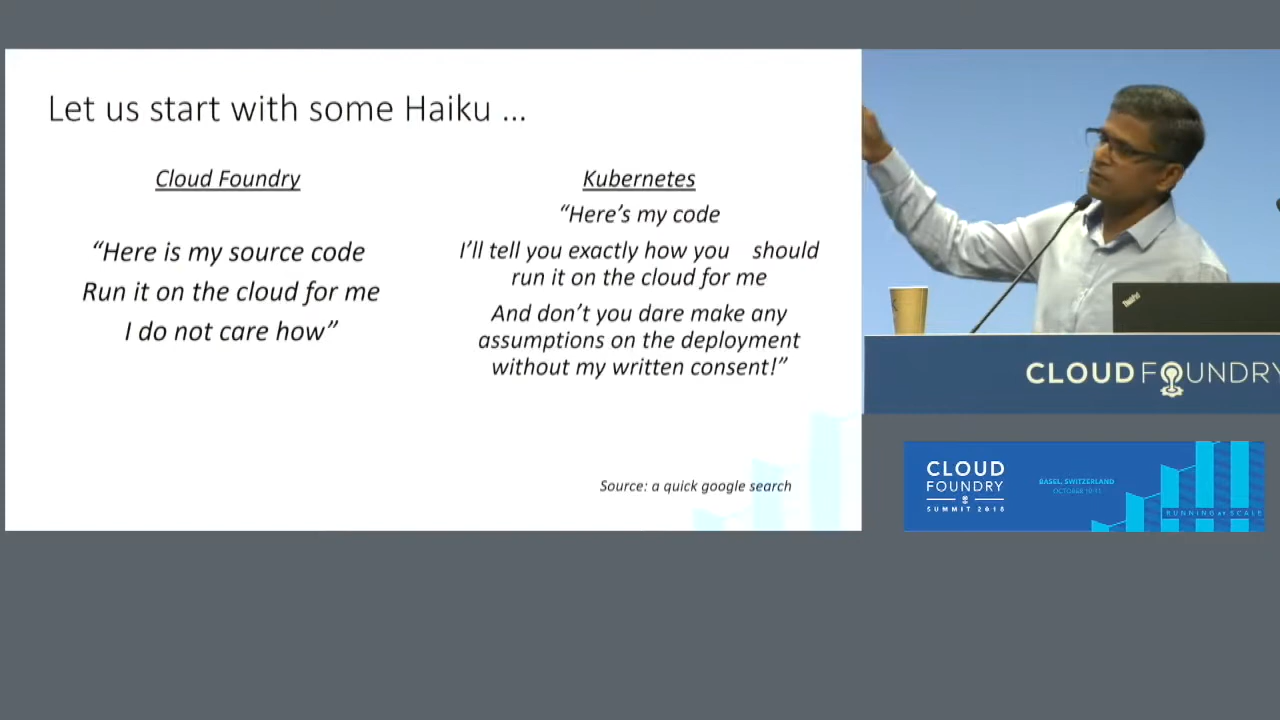 Let us start with some Haiku ...
Cloud Foundry
“Here is my source code
Run it on the cloud for me
I do not care how”
Kubernetes
“Here’s my code
I’ll tell you exactly how you should
run it on the cloud for me
And don’t you dare make any
assumptions on the deployment
without my written consent!”
Source: a quick google search
ThinkPad
CLOUD FOUNDRY
CLOUD
FOUNDRY
SUMMIT 2018
BASEL, SWITZERLAND
OCTOBER 10-11
RUNNING AT SCALE